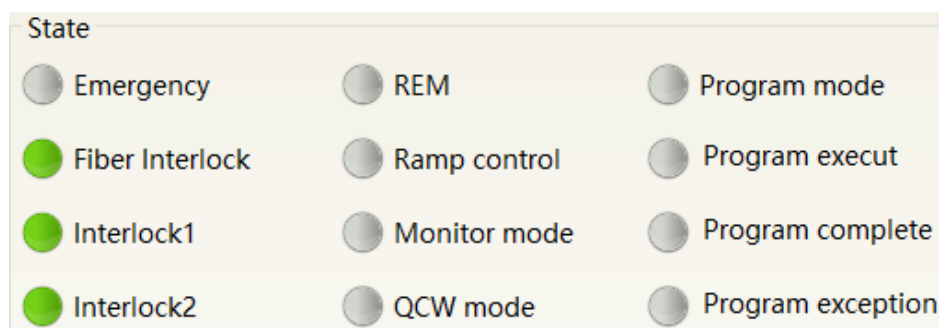 State
Emergency
REM
Program mode
Fiber Interlock
Ramp control
Program execut
Interlock1
Monitor mode
Program complete
Interlock2
QCW mode
Program exception